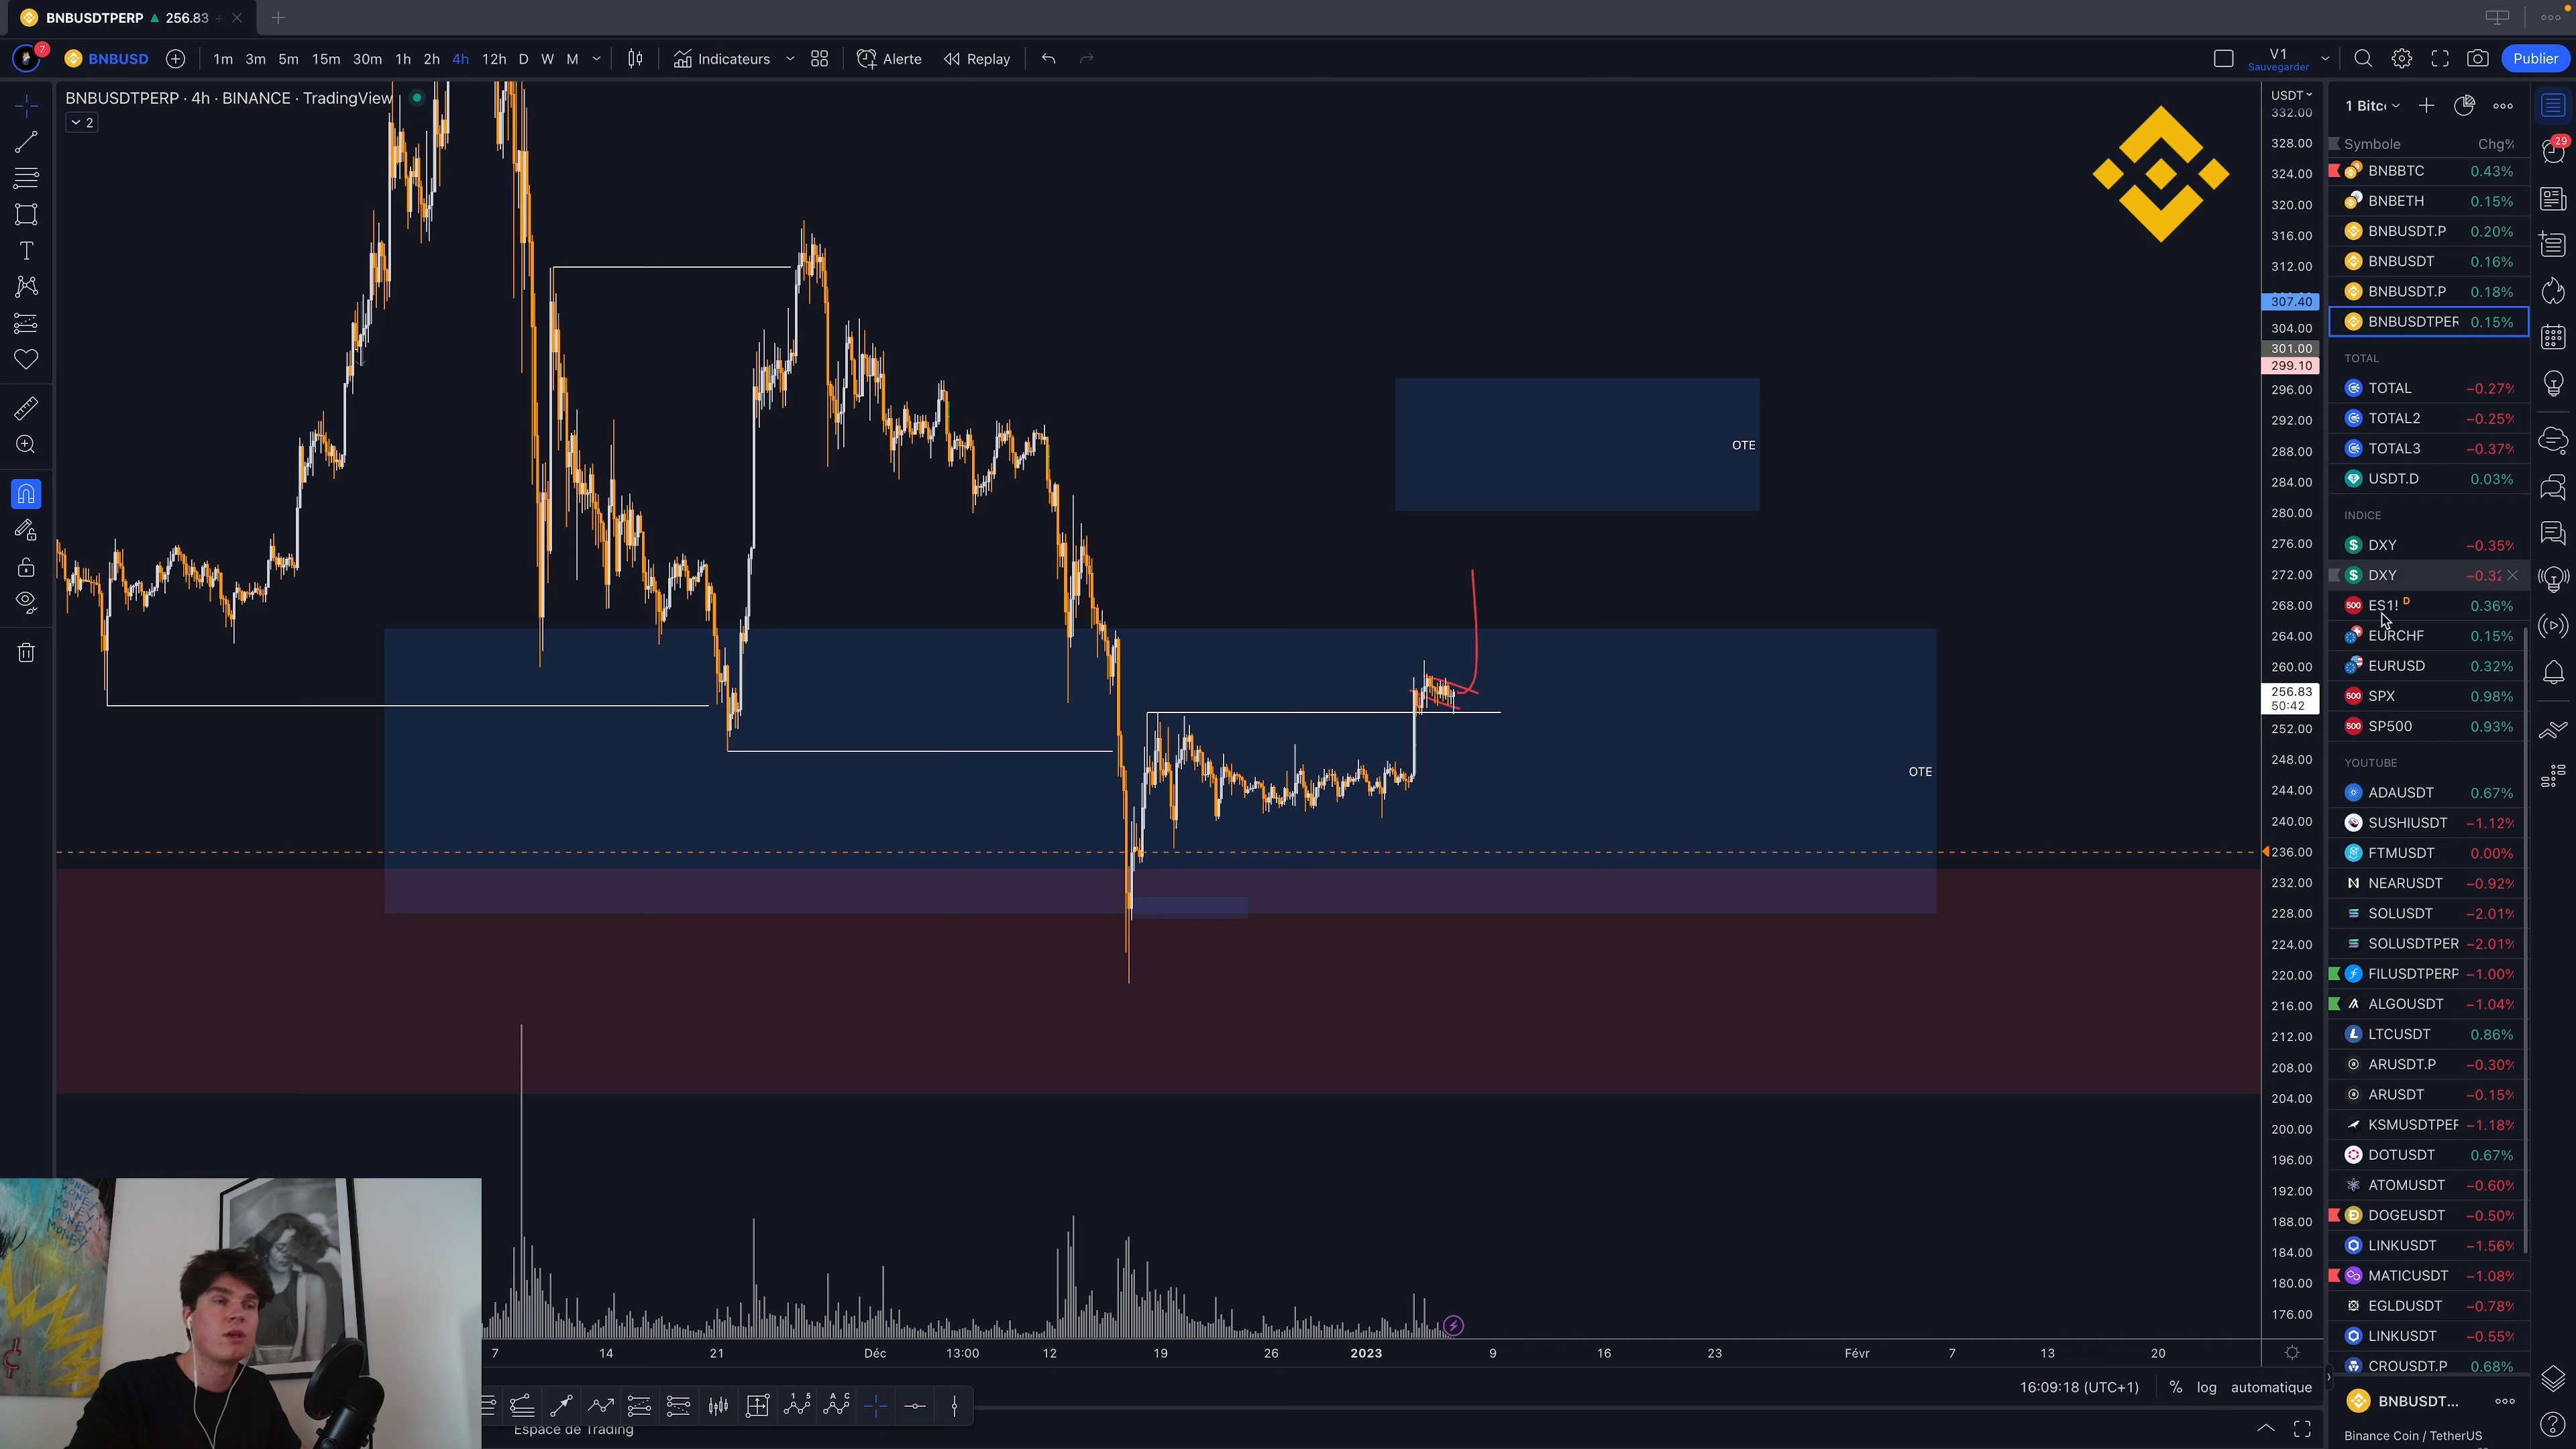 BNBUSDTPERP ▲ 256.83
7 BNBUSD 1m 3m 5m 15m 30m 1h 2h 4h 12h D W M Indicateurs Alerte Replay V1 Sauvegarder Publier
BNBUSDTPERP · 4h · BINANCE · TradingView
2
USDT
332.00
328.00
324.00
320.00
316.00
312.00
307.40
304.00
301.00
299.10
296.00
292.00
288.00
284.00
280.00
276.00
272.00
268.00
264.00
260.00
256.83
50:42
252.00
248.00
244.00
240.00
236.00
232.00
228.00
224.00
220.00
216.00
212.00
208.00
204.00
200.00
196.00
192.00
188.00
184.00
180.00
176.00
OTE
OTE
1 Bitc
29
Symbole Chg%
BNBBTC 0.43%
BNBETH 0.15%
BNBUSDT.P 0.20%
BNBUSDT 0.16%
BNBUSDT.P 0.18%
BNBUSDTPER 0.15%
TOTAL
TOTAL −0.27%
TOTAL2 −0.25%
TOTAL3 −0.37%
USDT.D 0.03%
INDICE
DXY −0.35%
DXY −0.32
ES1! D 0.36%
EURCHF 0.15%
EURUSD 0.32%
SPX 0.98%
SP500 0.93%
YOUTUBE
ADAUSDT 0.67%
SUSHIUSDT −1.12%
FTMUSDT 0.00%
NEARUSDT −0.92%
SOLUSDT −2.01%
SOLUSDTPER −2.01%
FILUSDTPERP −1.00%
ALGOUSDT −1.04%
LTCUSDT 0.86%
ARUSDT.P −0.30%
ARUSDT −0.15%
KSMUSDTPER −1.18%
DOTUSDT 0.67%
ATOMUSDT −0.60%
DOGEUSDT −0.50%
LINKUSDT −1.56%
MATICUSDT −1.08%
EGLDUSDT −0.78%
LINKUSDT −0.55%
CROUSDT.P 0.68%
BNBUSDT...
Binance Coin / TetherUS
MONEY
MONEY
MONEY
MONEY
MONEY
7 14 21 Déc 13:00 12 19 26 2023 9 16 23 Févr 7 13 20
16:09:18 (UTC+1) % log automatique
Espace de Trading